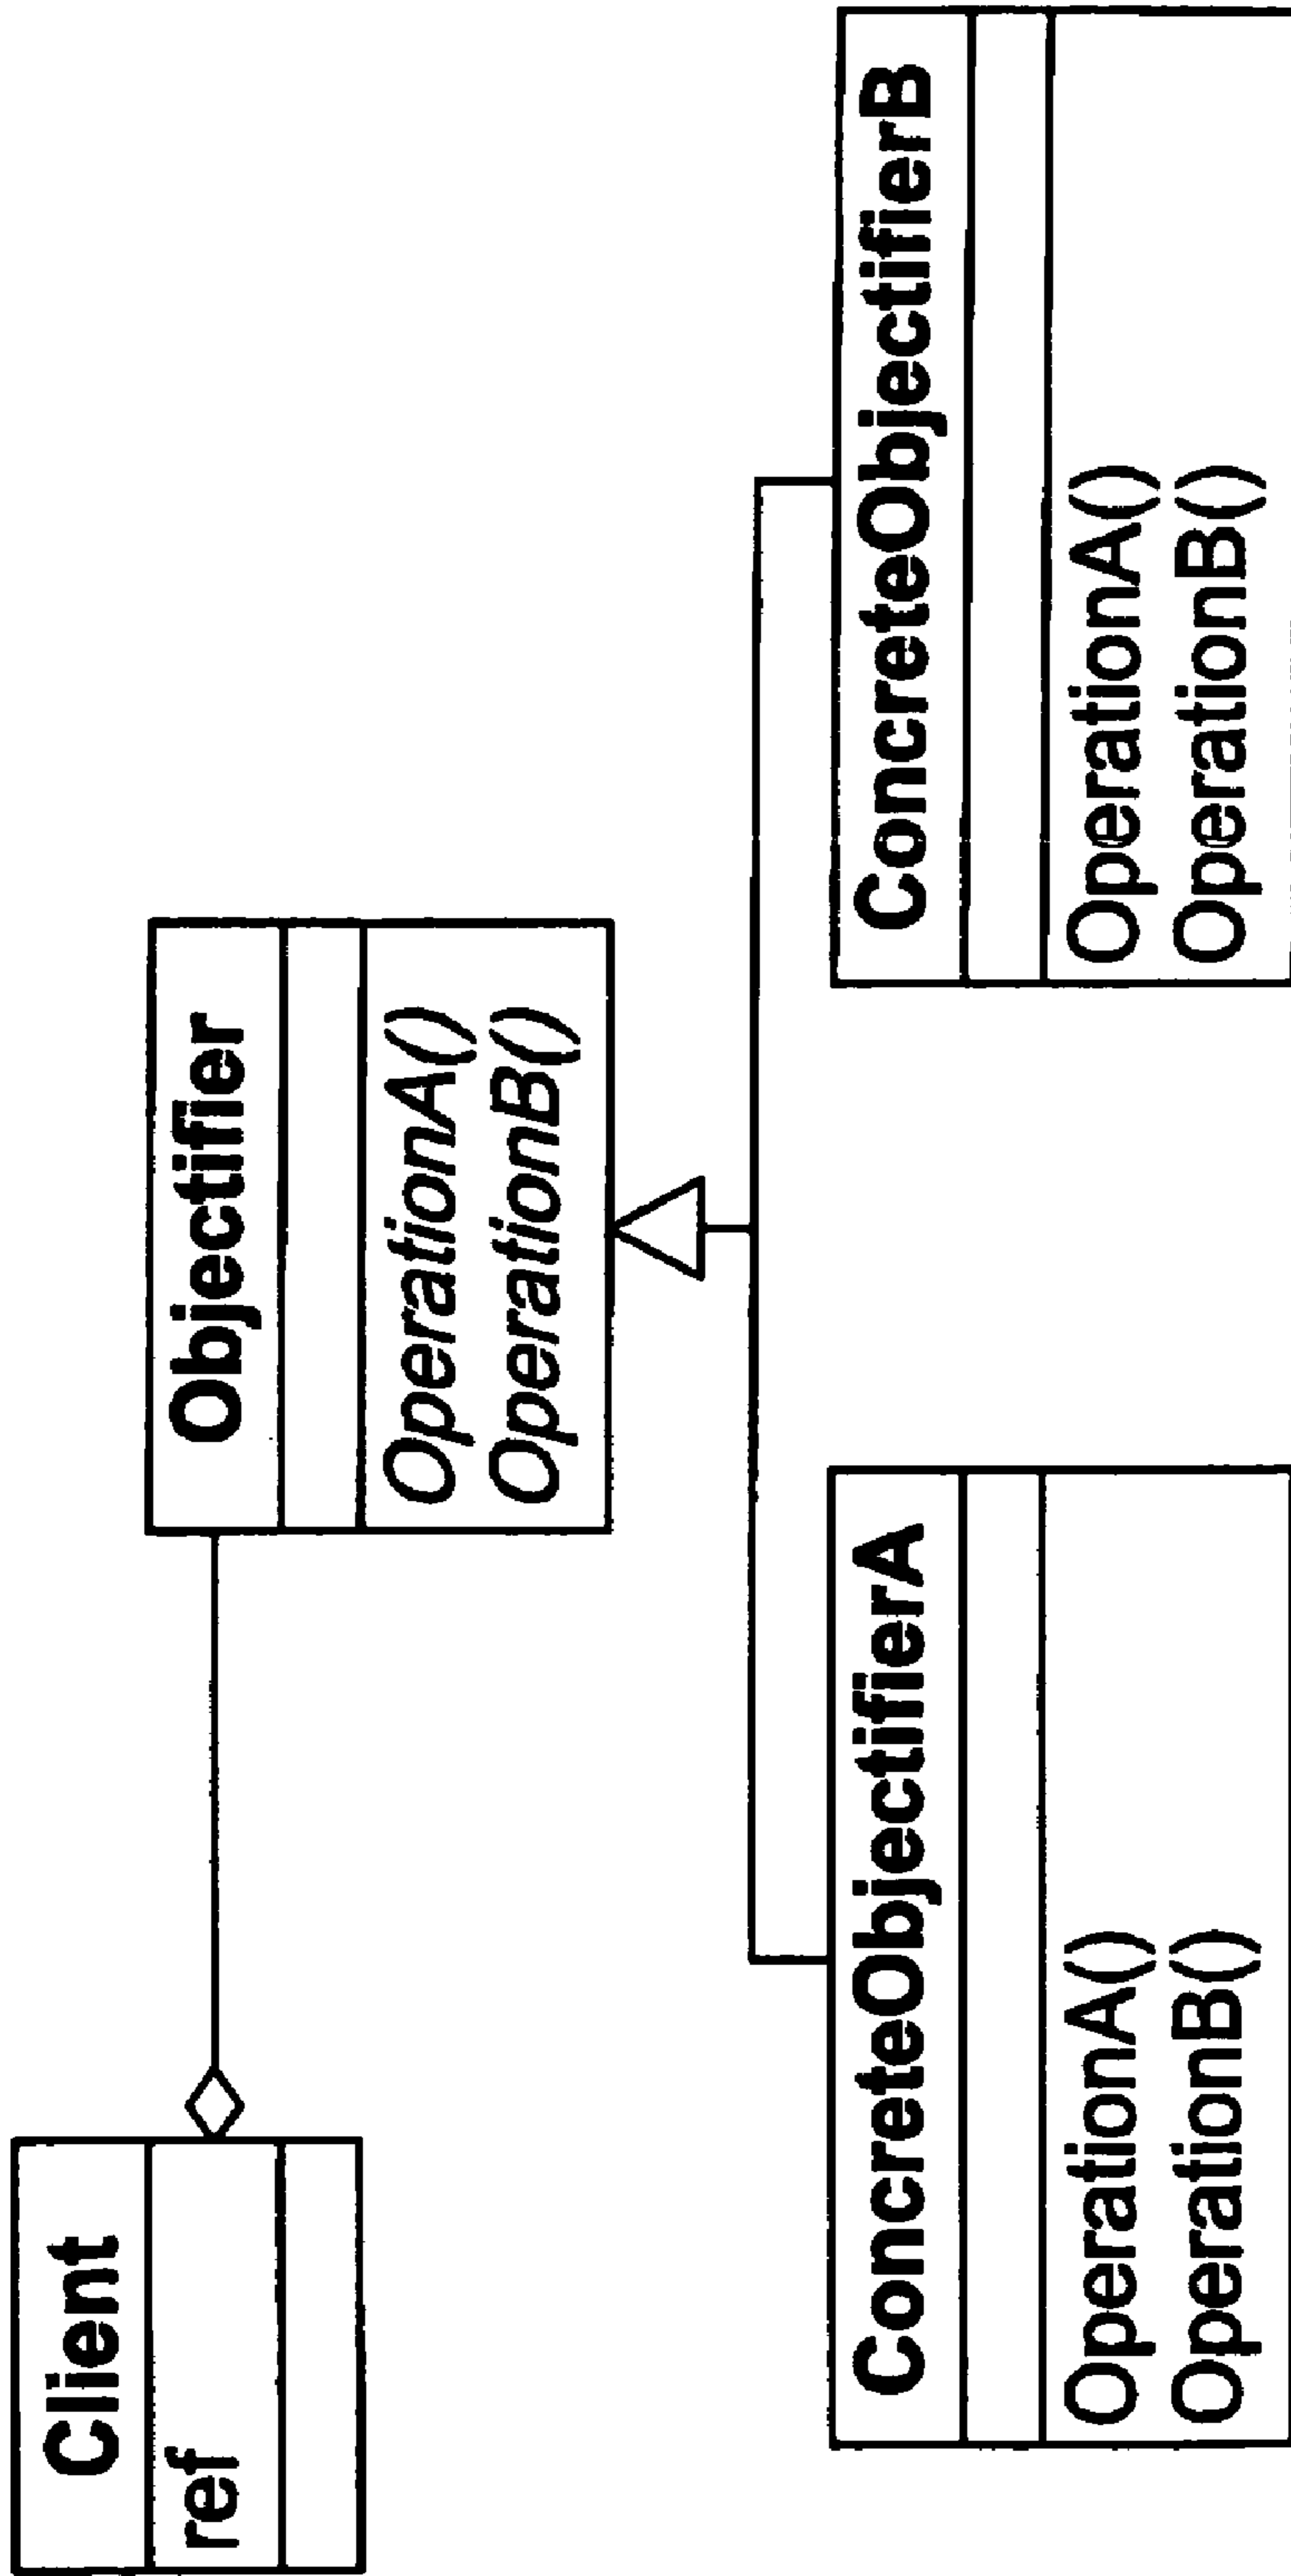 Client
ref
Objectifier
OperationA()
OperationB()
ConcreteObjectifierA
OperationA()
OperationB()
ConcreteObjectifierB
OperationA()
OperationB()